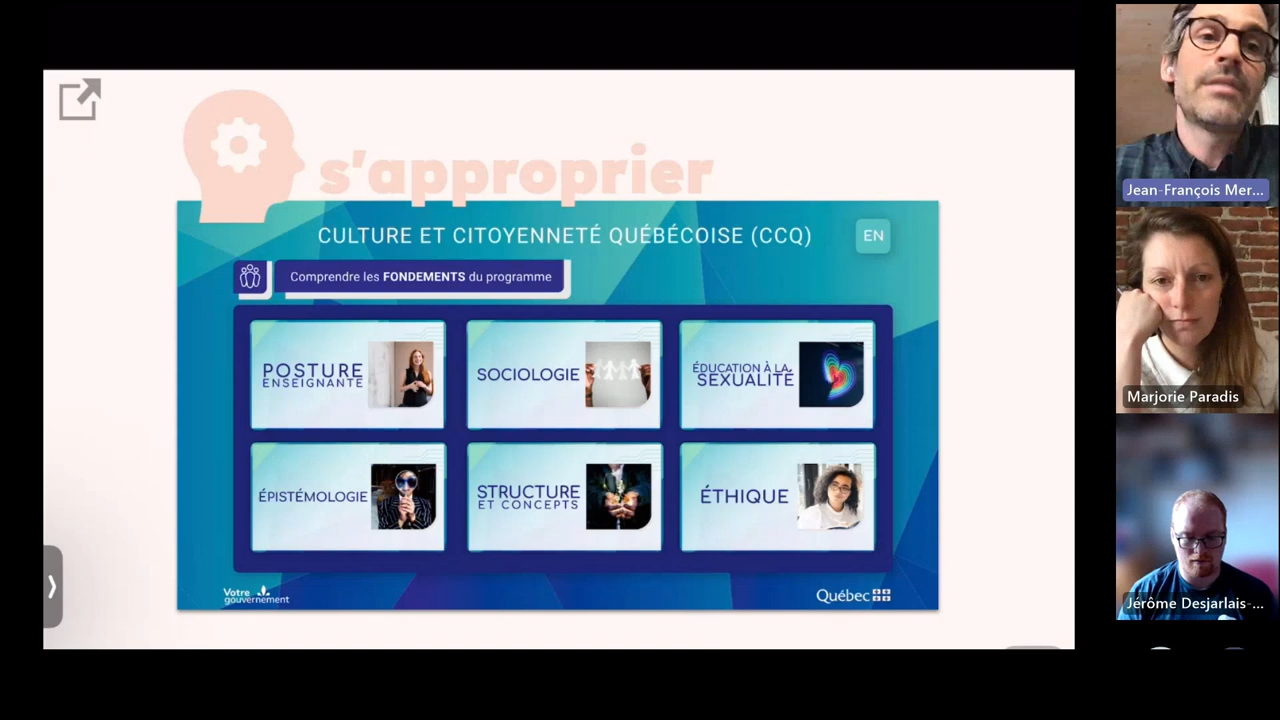 s'approprier
CULTURE ET CITOYENNETÉ QUÉBÉCOISE (CCQ)
EN
Comprendre les FONDEMENTS du programme
POSTURE
ENSEIGNANTE
SOCIOLOGIE
ÉDUCATION À LA
SEXUALITÉ
ÉPISTÉMOLOGIE
STRUCTURE
ET CONCEPTS
ÉTHIQUE
Votre
gouvernement
Québec
Jean-François Mer...
Marjorie Paradis
Jérôme Desjarlais-...